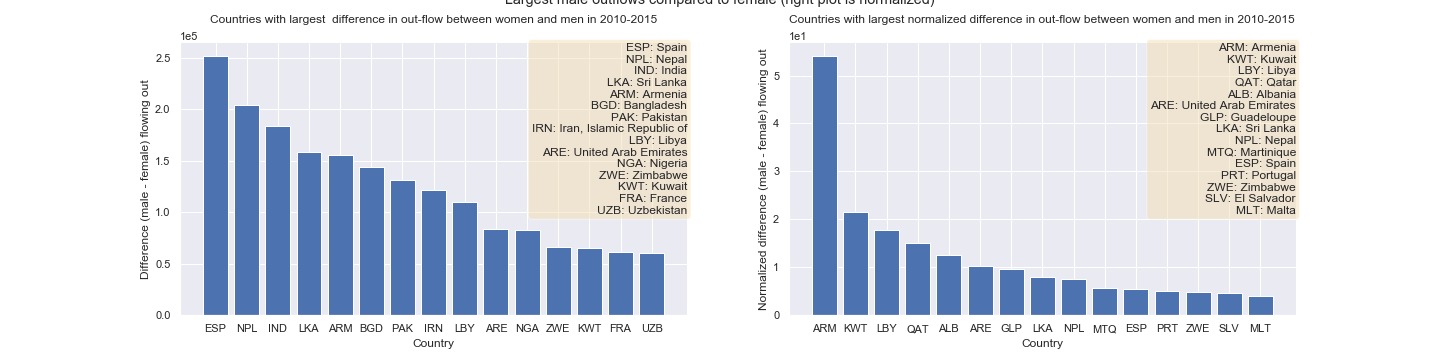 Largest male outflows compared to female (right plot is normalized)
Countries with largest  difference in out-flow between women and men in 2010-2015
1e5
Difference (male - female) flowing out
2.5
2.0
1.5
1.0
0.5
0.0
ESP: Spain
NPL: Nepal
IND: India
LKA: Sri Lanka
ARM: Armenia
BGD: Bangladesh
PAK: Pakistan
IRN: Iran, Islamic Republic of
LBY: Libya
ARE: United Arab Emirates
NGA: Nigeria
ZWE: Zimbabwe
KWT: Kuwait
FRA: France
UZB: Uzbekistan
ESP NPL IND LKA ARM BGD PAK IRN LBY ARE NGA ZWE KWT FRA UZB
Country
Countries with largest normalized difference in out-flow between women and men in 2010-2015
1e1
Normalized difference (male - female) flowing out
5
4
3
2
1
0
ARM: Armenia
KWT: Kuwait
LBY: Libya
QAT: Qatar
ALB: Albania
ARE: United Arab Emirates
GLP: Guadeloupe
LKA: Sri Lanka
NPL: Nepal
MTQ: Martinique
ESP: Spain
PRT: Portugal
ZWE: Zimbabwe
SLV: El Salvador
MLT: Malta
ARM KWT LBY QAT ALB ARE GLP LKA NPL MTQ ESP PRT ZWE SLV MLT
Country